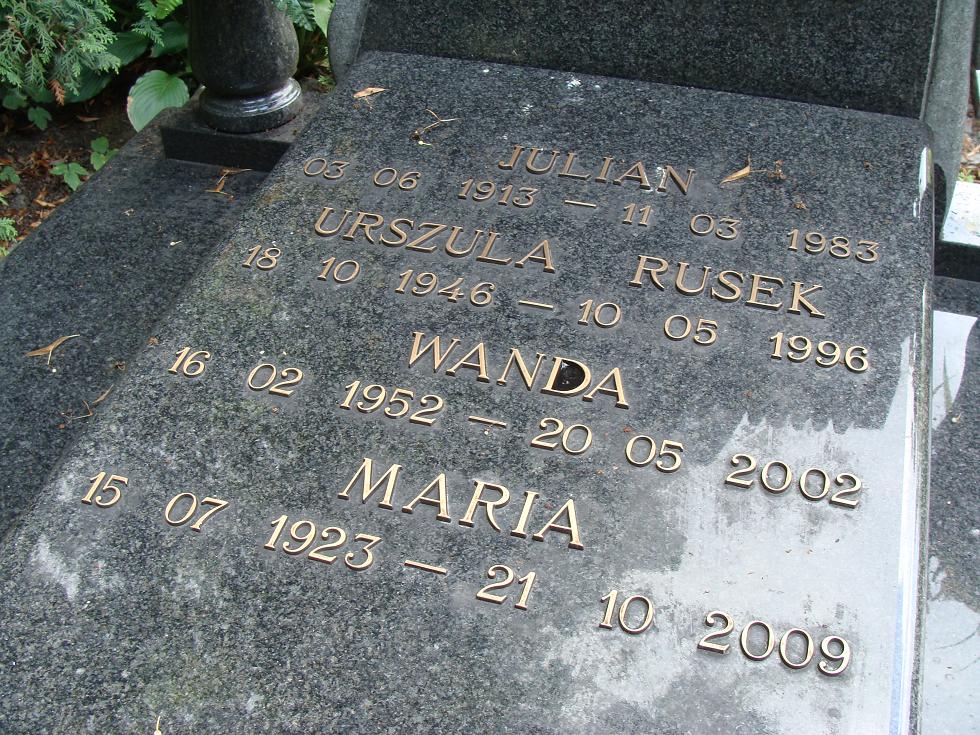 JULIAN
03 06 1913 — 11 03 1983
URSZULA RUSEK
18 10 1946 — 10 05 1996
WANDA
16 02 1952 — 20 05 2002
MARIA
15 07 1923 — 21 10 2009